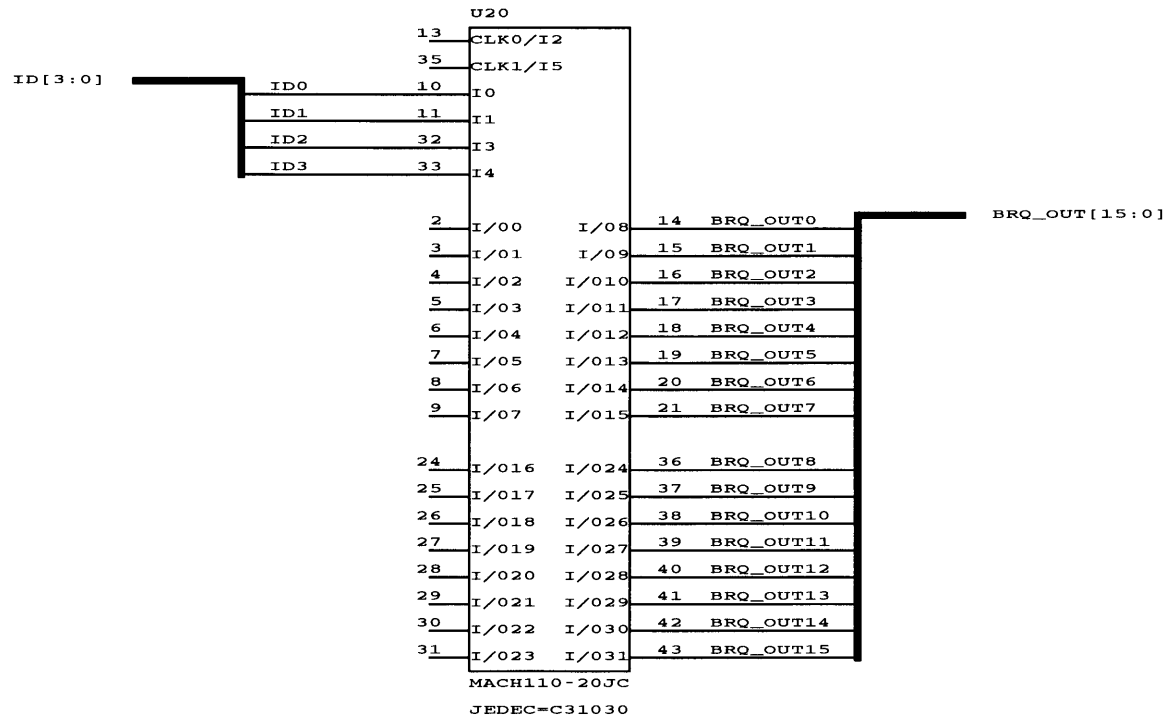 U20
13 CLK0/I2
35 CLK1/I5
ID[3:0]
ID0 10 I0
ID1 11 I1
ID2 32 I3
ID3 33 I4
BRQ_OUT[15:0]
2 I/O0 I/O8 14 BRQ_OUT0
3 I/O1 I/O9 15 BRQ_OUT1
4 I/O2 I/O10 16 BRQ_OUT2
5 I/O3 I/O11 17 BRQ_OUT3
6 I/O4 I/O12 18 BRQ_OUT4
7 I/O5 I/O13 19 BRQ_OUT5
8 I/O6 I/O14 20 BRQ_OUT6
9 I/O7 I/O15 21 BRQ_OUT7
24 I/O16 I/O24 36 BRQ_OUT8
25 I/O17 I/O25 37 BRQ_OUT9
26 I/O18 I/O26 38 BRQ_OUT10
27 I/O19 I/O27 39 BRQ_OUT11
28 I/O20 I/O28 40 BRQ_OUT12
29 I/O21 I/O29 41 BRQ_OUT13
30 I/O22 I/O30 42 BRQ_OUT14
31 I/O23 I/O31 43 BRQ_OUT15
MACH110-20JC
JEDEC=C31030